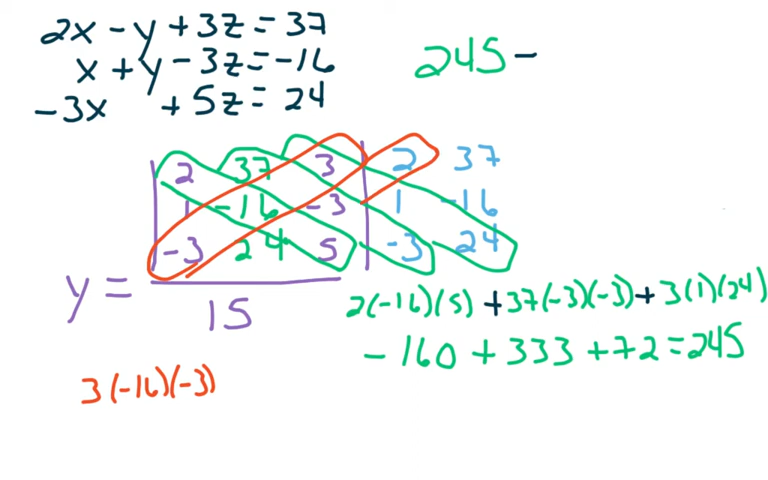 2x - y + 3z = 37
x + y - 3z = -16
-3x + 5z = 24
245 -
2 37 3 2 37
1 -16 -3 1 -16
-3 24 5 -3 24
y =
15
2(-16)(5) + 37(-3)(-3) + 3(1)(24)
-160 + 333 + 72 = 245
3(-16)(-3)